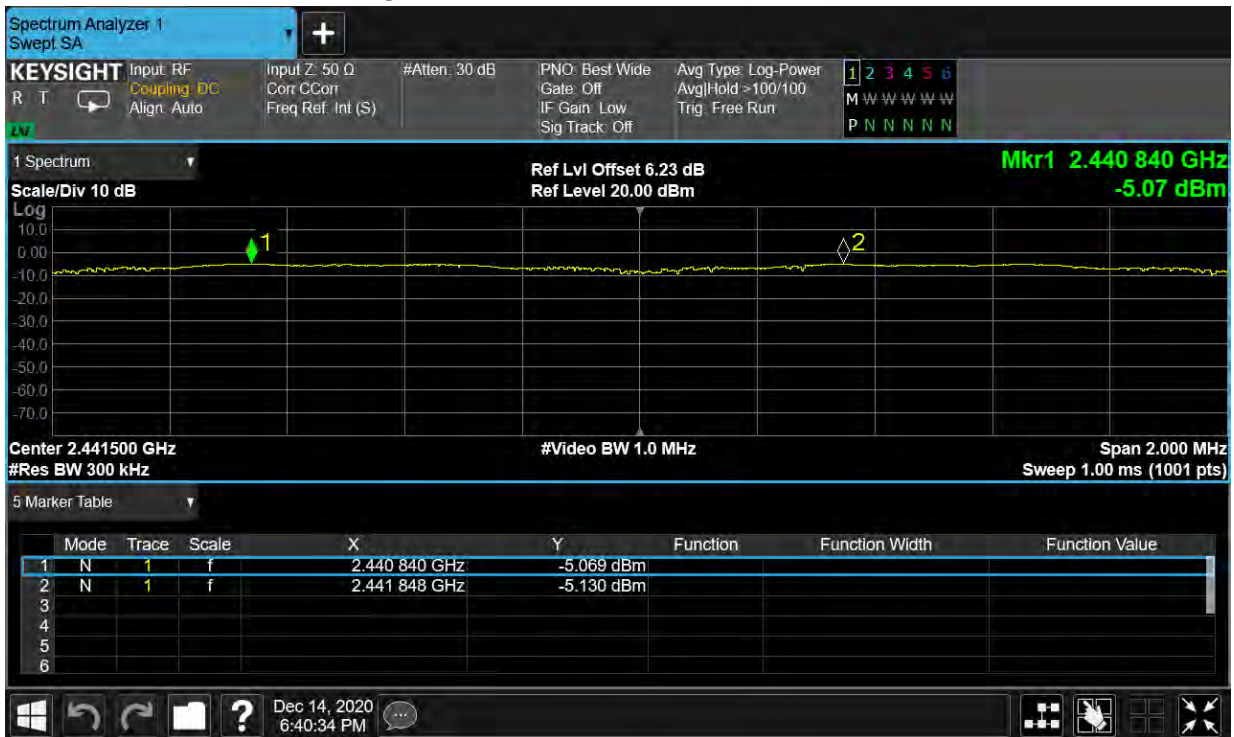 Spectrum Analyzer 1
Swept SA
+
KEYSIGHT Input: RF Input Z: 50 Ω #Atten: 30 dB PNO: Best Wide Avg Type: Log-Power 1 2 3 4 5 6
R T Coupling: DC Corr CCorr Gate: Off Avg|Hold >100/100 M W W W W W
Align: Auto Freq Ref: Int (S) IF Gain: Low Trig: Free Run
Sig Track: Off P N N N N N
LXI
1 Spectrum Ref Lvl Offset 6.23 dB Mkr1 2.440 840 GHz
Scale/Div 10 dB Ref Level 20.00 dBm -5.07 dBm
Log
10.0
1 2
0.00
-10.0
-20.0
-30.0
-40.0
-50.0
-60.0
-70.0
Center 2.441500 GHz #Video BW 1.0 MHz Span 2.000 MHz
#Res BW 300 kHz Sweep 1.00 ms (1001 pts)
5 Marker Table
Mode Trace Scale X Y Function Function Width Function Value
1 N 1 f 2.440 840 GHz -5.069 dBm
2 N 1 f 2.441 848 GHz -5.130 dBm
3
4
5
6
? Dec 14, 2020
6:40:34 PM